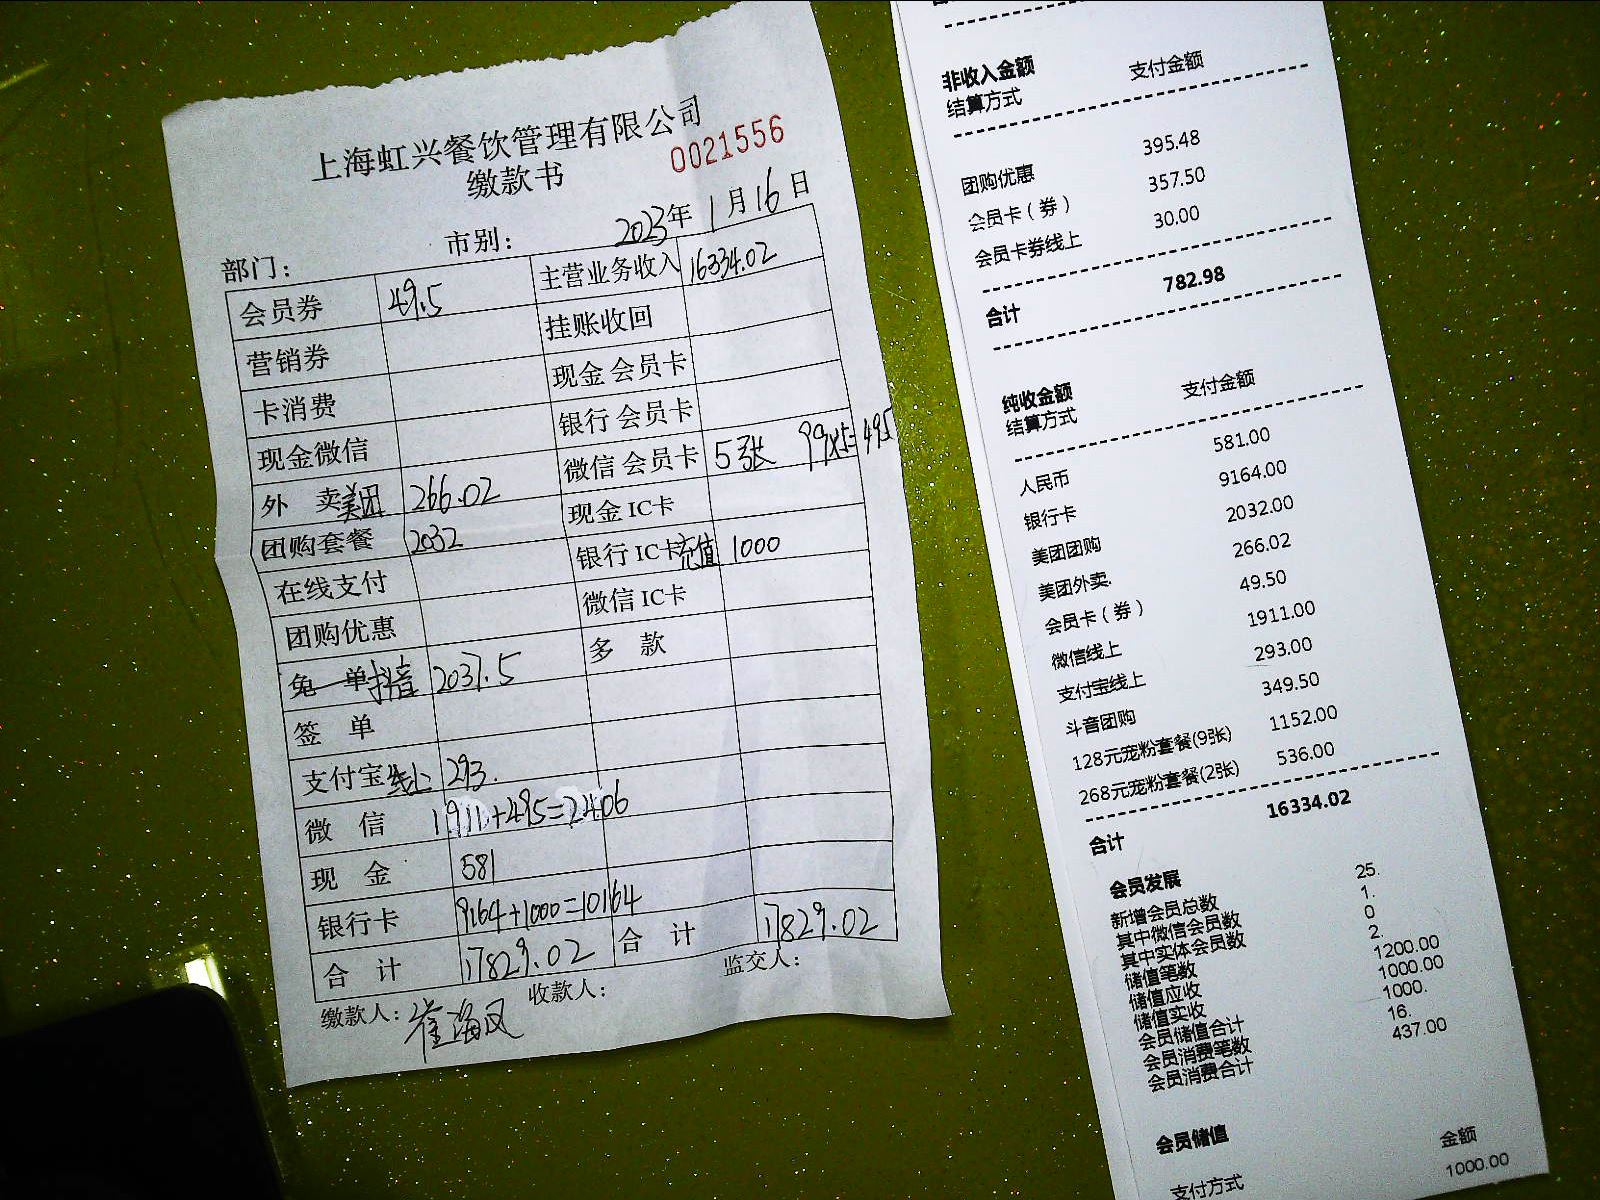 上海虹兴餐饮管理有限公司
缴款书
0021556
部门： 市别： 2023年 1月 16日
会员券 49.5 主营业务收入 16334.02
营销券 挂账收回
卡消费 现金 会员卡
现金微信 银行 会员卡
外 卖美团 266.02 微信 会员卡 5张 99x5=495
团购套餐 2032 现金 IC卡
在线支付 银行 IC卡充值 1000
团购优惠 微信 IC卡
免 单抖音 2037.5 多 款
签 单
支付宝线上 293.
微 信 1911+495=2406
现 金 581
银行卡 9164+1000=10164
合 计 17829.02 合 计 17829.02
缴款人： 崔海凤 收款人： 监交人：
非收入金额
结算方式 支付金额
团购优惠 395.48
会员卡（券） 357.50
会员卡券线上 30.00
合计 782.98
纯收金额
结算方式 支付金额
人民币 581.00
银行卡 9164.00
美团团购 2032.00
美团外卖. 266.02
会员卡（券） 49.50
微信线上 1911.00
支付宝线上 293.00
斗音团购 349.50
128元宠粉套餐(9张) 1152.00
268元宠粉套餐(2张) 536.00
合计 16334.02
会员发展
新增会员总数 25.
其中微信会员数 1.
其中实体会员数 0
储值笔数 2.
储值应收 1200.00
储值实收 1000.00
会员储值合计 1000.
会员消费笔数 16.
会员消费合计 437.00
会员储值
支付方式 金额
1000.00